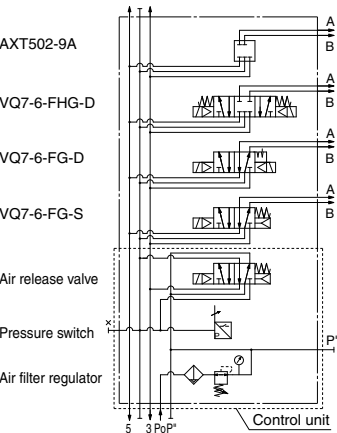 AXT502-9A
A
B
VQ7-6-FHG-D
A
B
VQ7-6-FG-D
A
B
VQ7-6-FG-S
A
B
Air release valve
Pressure switch
X
P"
Air filter regulator
5
3
Po
P"
Control unit